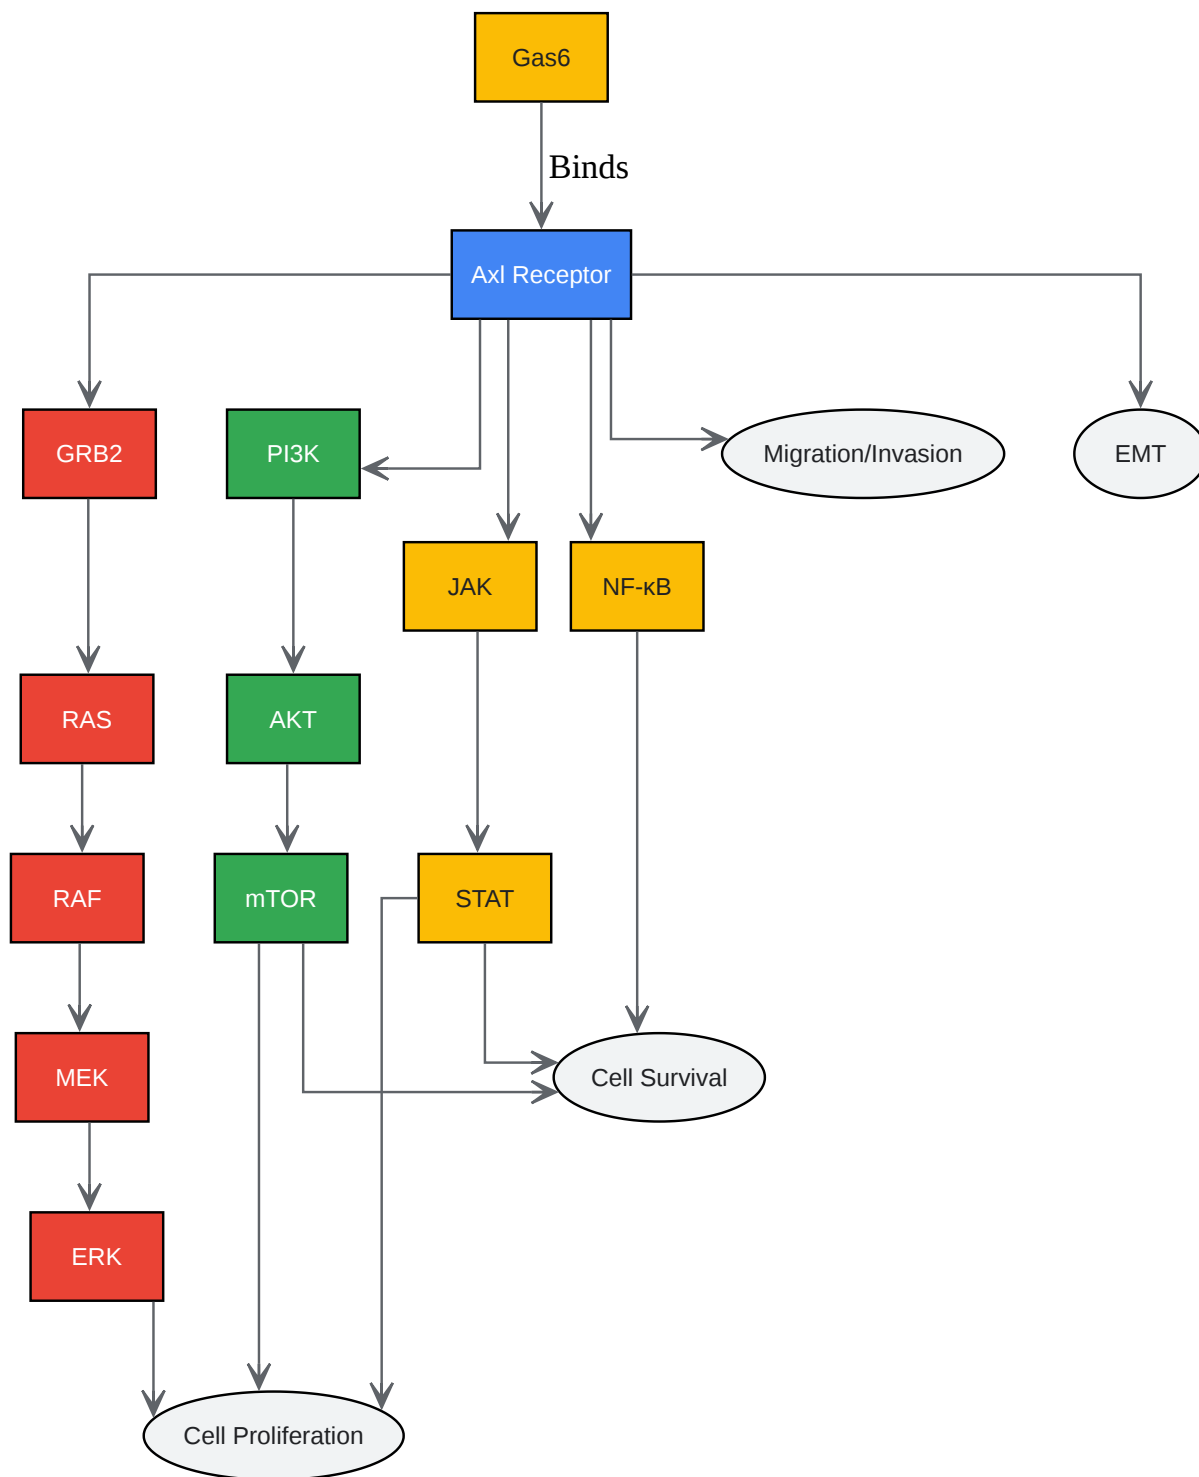 Gas6
Binds
Axl Receptor
GRB2
PI3K
Migration/Invasion
EMT
JAK
NF-κB
RAS
AKT
RAF
mTOR
STAT
MEK
Cell Survival
ERK
Cell Proliferation